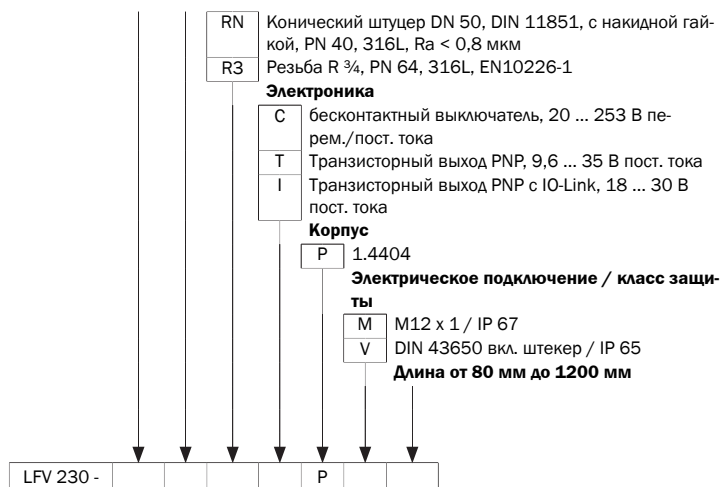 RN Конический штуцер DN 50, DIN 11851, с накидной гай-
кой, PN 40, 316L, Ra < 0,8 мкм
R3 Резьба R ¾, PN 64, 316L, EN10226-1
Электроника
C бесконтактный выключатель, 20 ... 253 В пе-
рем./пост. тока
T Транзисторный выход PNP, 9,6 ... 35 В пост. тока
I Транзисторный выход PNP с IO-Link, 18 ... 30 В
пост. тока
Корпус
P 1.4404
Электрическое подключение / класс защи-
ты
M M12 x 1 / IP 67
V DIN 43650 вкл. штекер / IP 65
Длина от 80 мм до 1200 мм
LFV 230 - P